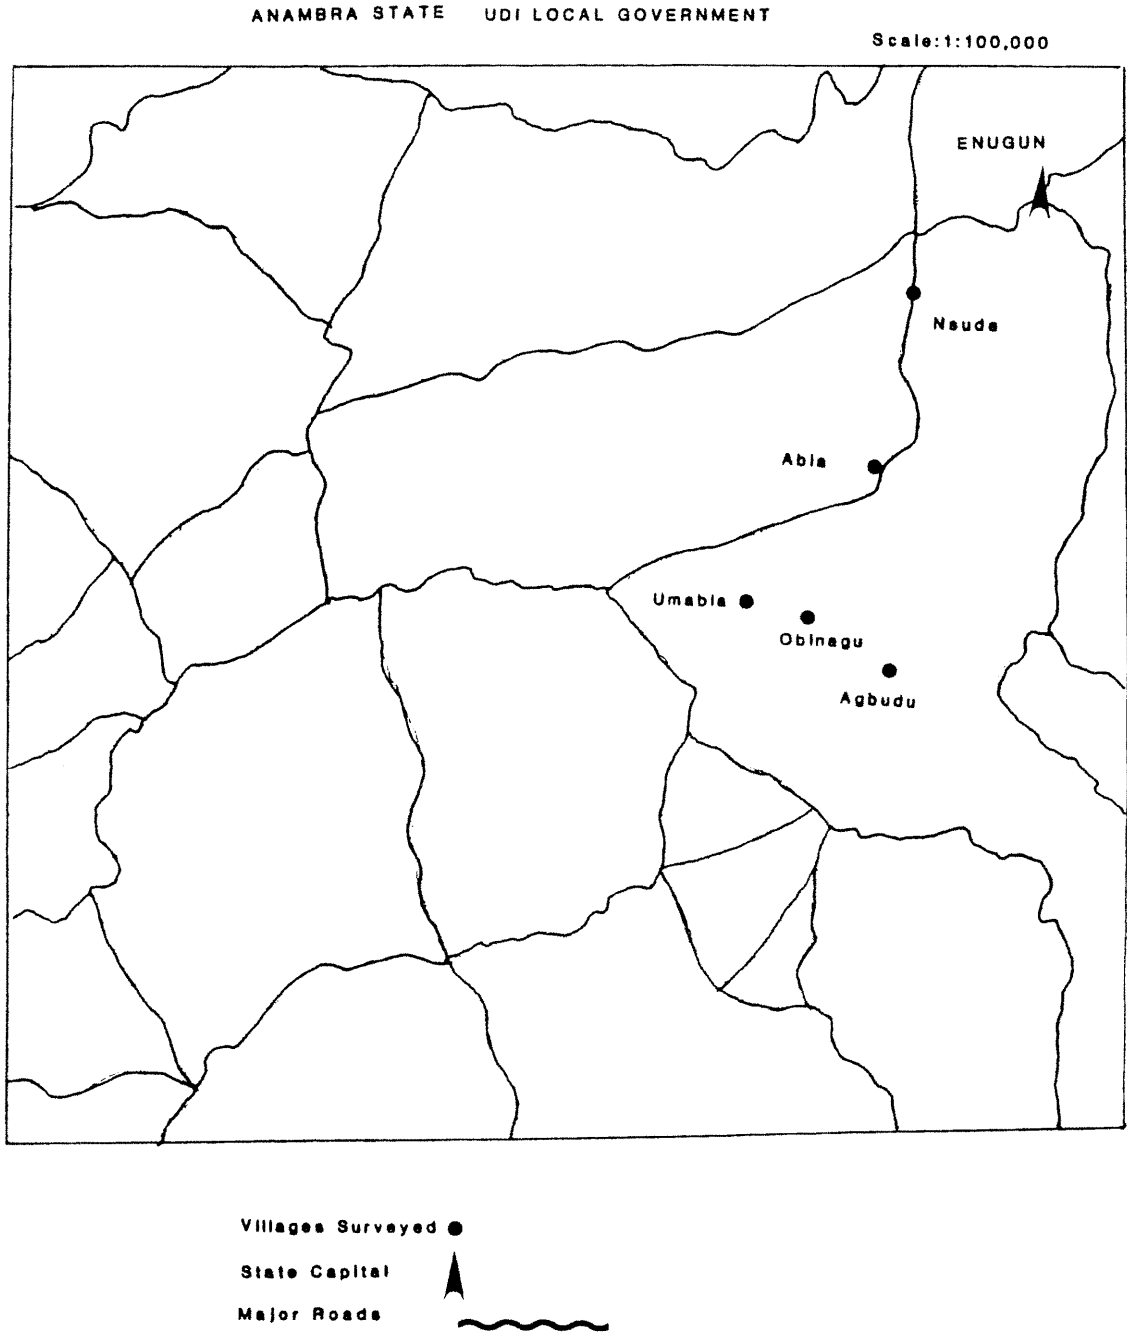 ANAMBRA STATE UDI LOCAL GOVERNMENT
Scale:1:100,000
ENUGUN
Nsude
Abia
Umabia
Obinagu
Agbudu
Villages Surveyed
State Capital
Major Roads